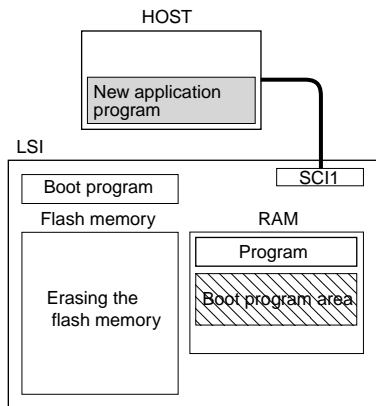 HOST
New application
program
LSI
SCI1
Boot program
Flash memory
RAM
Program
Boot program area
Erasing the
flash memory